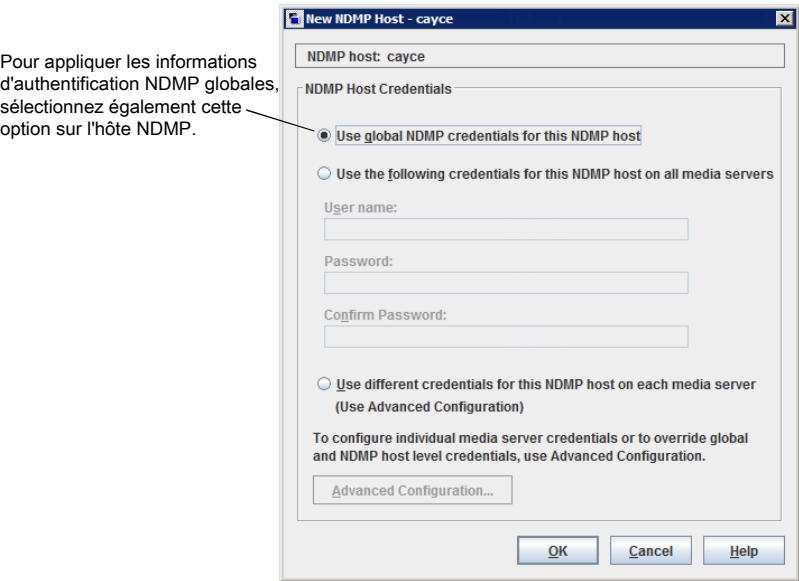 New NDMP Host - cayce
Pour appliquer les informations
d'authentification NDMP globales,
sélectionnez également cette
option sur l'hôte NDMP.
NDMP host: cayce
NDMP Host Credentials
Use global NDMP credentials for this NDMP host
Use the following credentials for this NDMP host on all media servers
User name:
Password:
Confirm Password:
Use different credentials for this NDMP host on each media server
(Use Advanced Configuration)
To configure individual media server credentials or to override global
and NDMP host level credentials, use Advanced Configuration.
Advanced Configuration...
OK
Cancel
Help